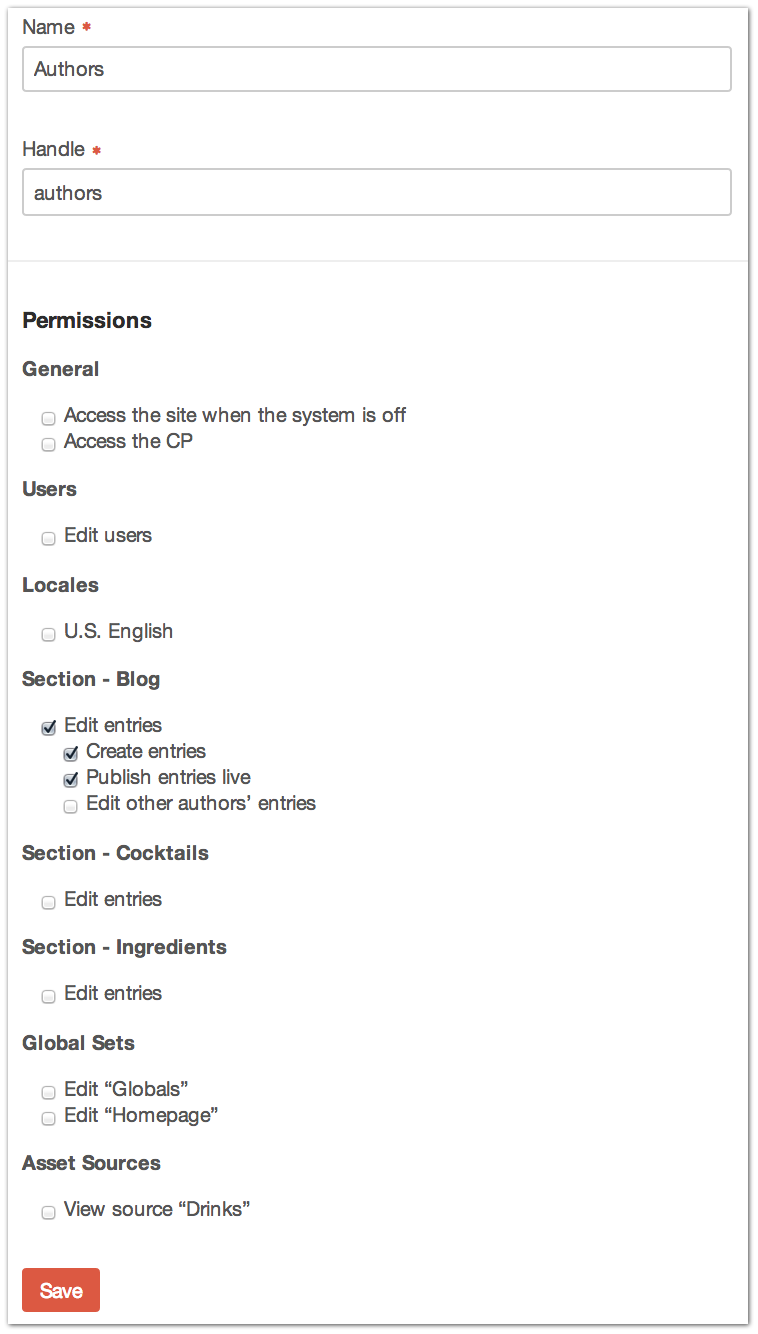 Name *
Authors
Handle *
authors
Permissions
General
Access the site when the system is off
Access the CP
Users
Edit users
Locales
U.S. English
Section - Blog
Edit entries
Create entries
Publish entries live
Edit other authors’ entries
Section - Cocktails
Edit entries
Section - Ingredients
Edit entries
Global Sets
Edit “Globals”
Edit “Homepage”
Asset Sources
View source “Drinks”
Save